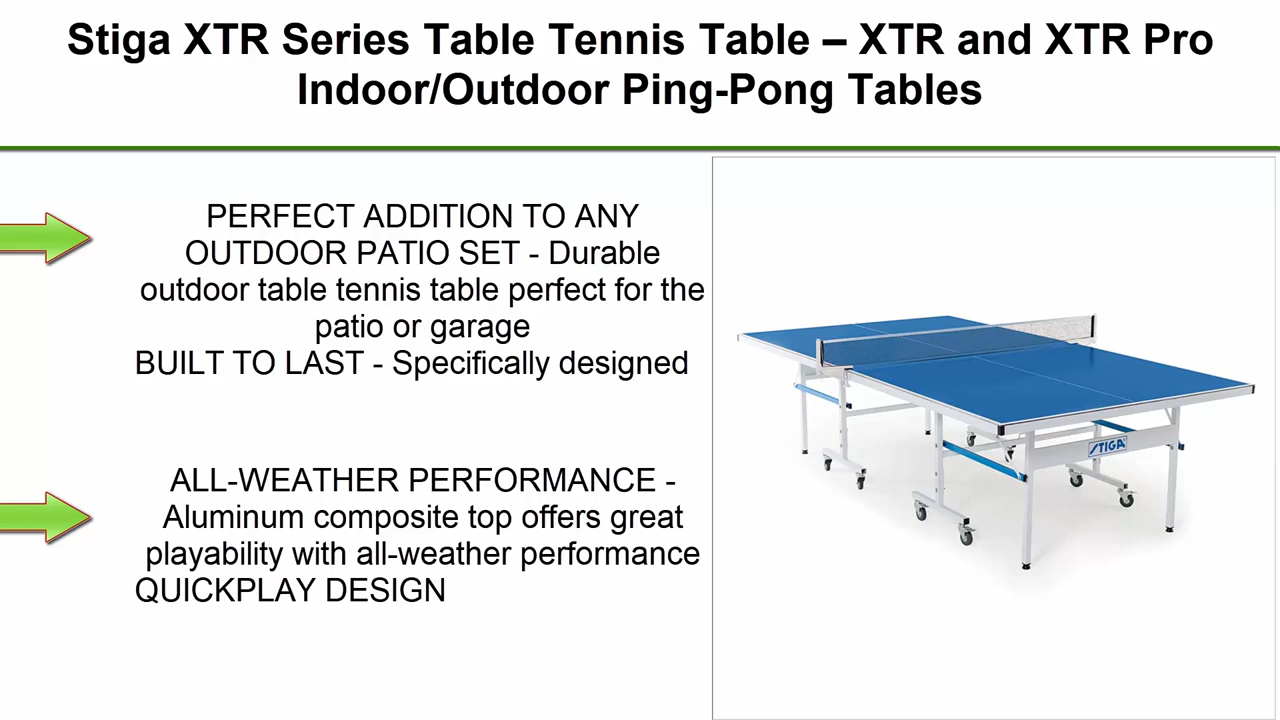 Stiga XTR Series Table Tennis Table – XTR and XTR Pro
Indoor/Outdoor Ping-Pong Tables
PERFECT ADDITION TO ANY
OUTDOOR PATIO SET - Durable
outdoor table tennis table perfect for the
patio or garage
BUILT TO LAST - Specifically designed
ALL-WEATHER PERFORMANCE -
Aluminum composite top offers great
playability with all-weather performance
QUICKPLAY DESIGN
STIGA